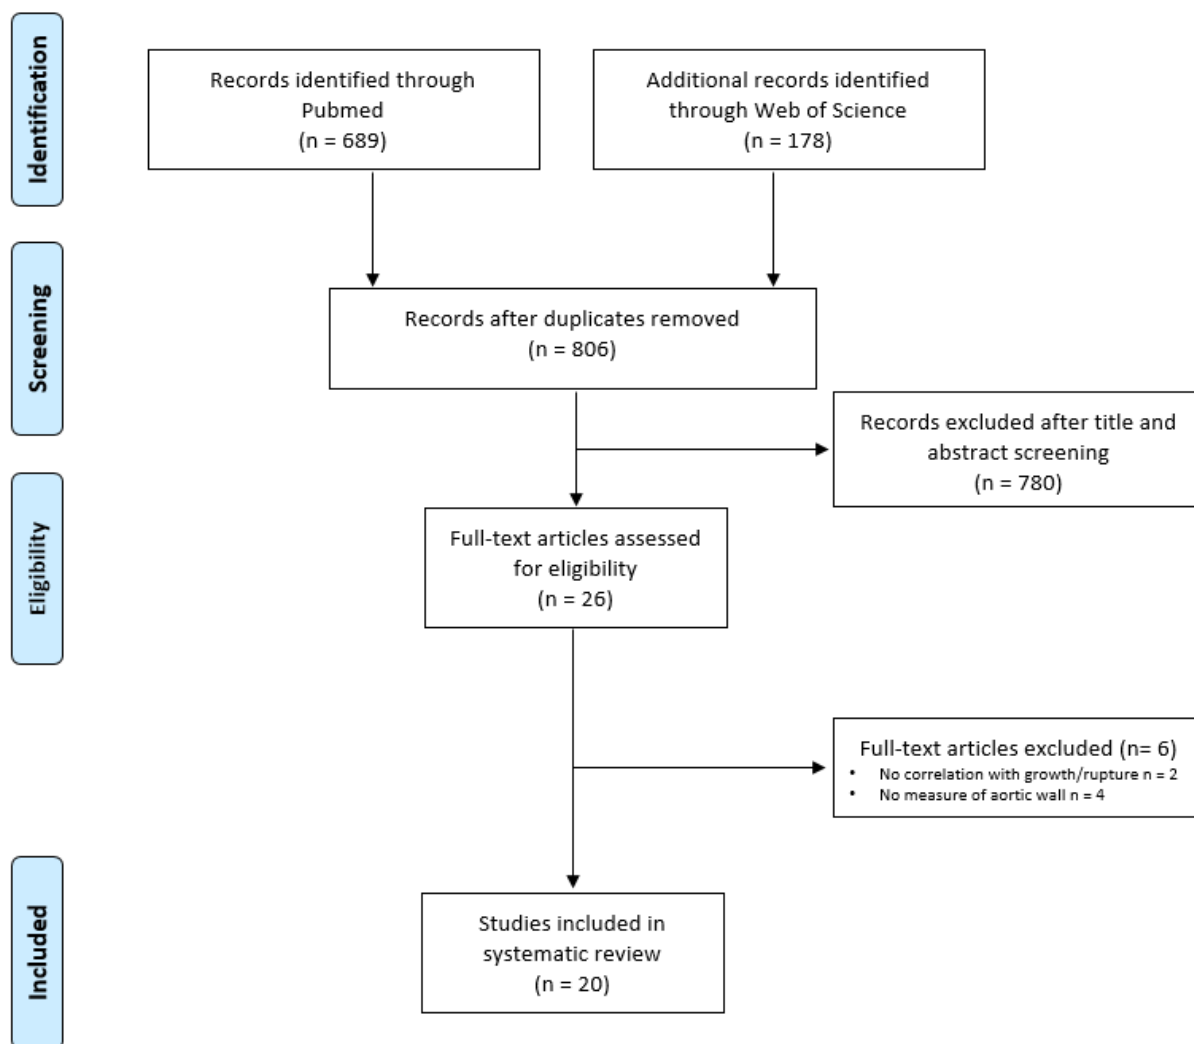 Identification
Records identified through
Pubmed
(n = 689)
Additional records identified
through Web of Science
(n = 178)
Screening
Records after duplicates removed
(n = 806)
Records excluded after title and
abstract screening
(n = 780)
Eligibility
Full-text articles assessed
for eligibility
(n = 26)
Full-text articles excluded (n= 6)
• No correlation with growth/rupture n = 2
• No measure of aortic wall n = 4
Included
Studies included in
systematic review
(n = 20)